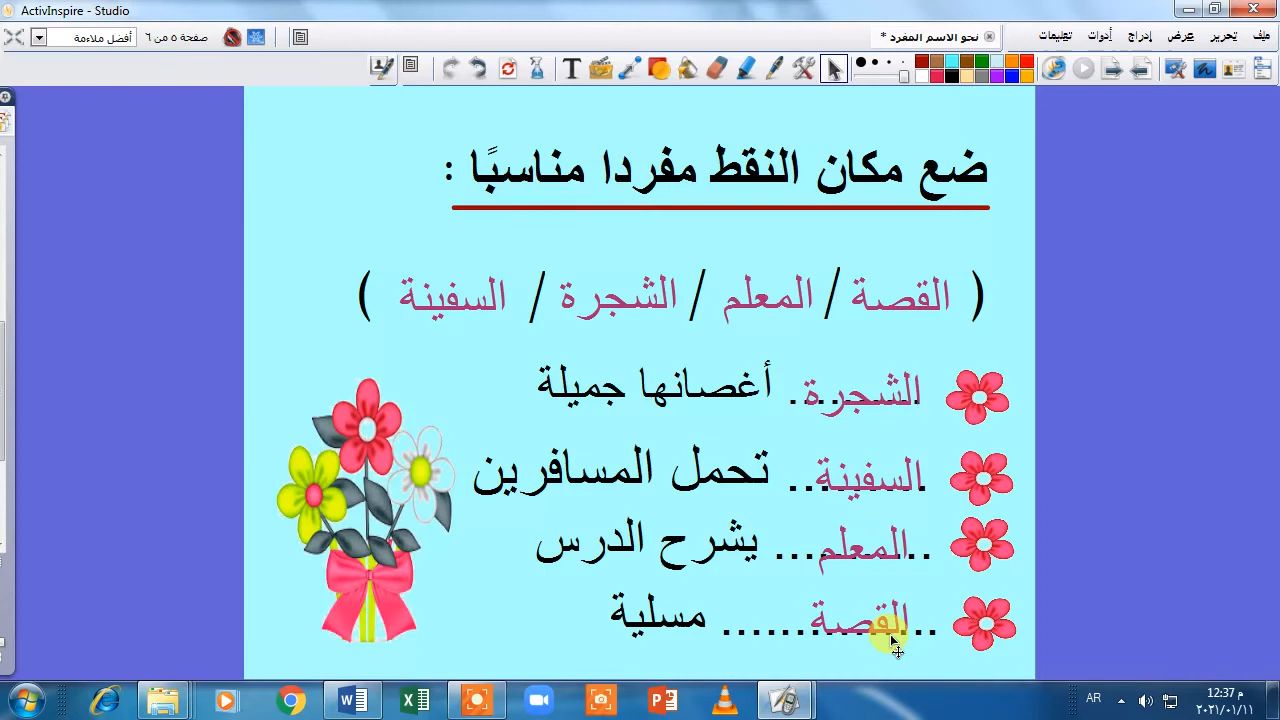 ActivInspire - Studio
ملف تحرير عرض إدراج أدوات تعليمات
نحو الاسم المفرد *
صفحة ٥ من ٦
أفضل ملاءمة
ضع مكان النقط مفردا مناسبًا :
( القصة / المعلم / الشجرة / السفينة )
الشجرة أغصانها جميلة
السفينة تحمل المسافرين
المعلم يشرح الدرس
القصة مسلية
AR
12:37 م
٢٠٢١/٠١/١١